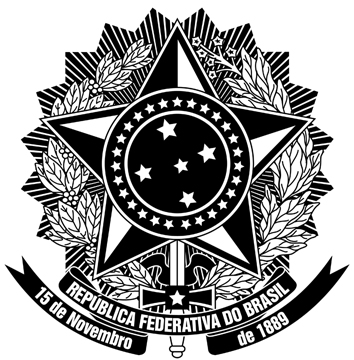 REPUBLICA FEDERATIVA DO BRASIL
15 de Novembro de 1889